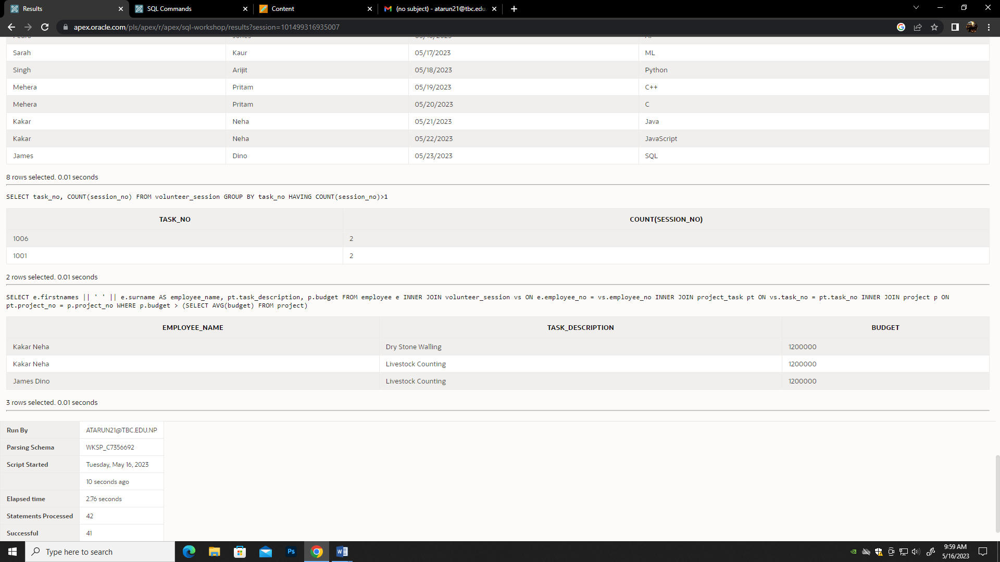 Results
SQL Commands
Content
(no subject) - atarun21@tbc.edu.
apex.oracle.com/pls/apex/r/apex/sql-workshop/results?session=101499316935007
Sarah Kaur 05/17/2023 ML
Singh Arijit 05/18/2023 Python
Mehera Pritam 05/19/2023 C++
Mehera Pritam 05/20/2023 C
Kakar Neha 05/21/2023 Java
Kakar Neha 05/22/2023 JavaScript
James Dino 05/23/2023 SQL
8 rows selected. 0.01 seconds
SELECT task_no, COUNT(session_no) FROM volunteer_session GROUP BY task_no HAVING COUNT(session_no)>1
TASK_NO COUNT(SESSION_NO)
1006 2
1001 2
2 rows selected. 0.01 seconds
SELECT e.firstnames || ' ' || e.surname AS employee_name, pt.task_description, p.budget FROM employee e INNER JOIN volunteer_session vs ON e.employee_no = vs.employee_no INNER JOIN project_task pt ON vs.task_no = pt.task_no INNER JOIN project p ON
pt.project_no = p.project_no WHERE p.budget > (SELECT AVG(budget) FROM project)
EMPLOYEE_NAME TASK_DESCRIPTION BUDGET
Kakar Neha Dry Stone Walling 1200000
Kakar Neha Livestock Counting 1200000
James Dino Livestock Counting 1200000
3 rows selected. 0.01 seconds
Run By ATARUN21@TBC.EDU.NP
Parsing Schema WKSP_C7356692
Script Started Tuesday, May 16, 2023
10 seconds ago
Elapsed time 2.76 seconds
Statements Processed 42
Successful 41
Type here to search
Ps
W
9:59 AM
5/16/2023